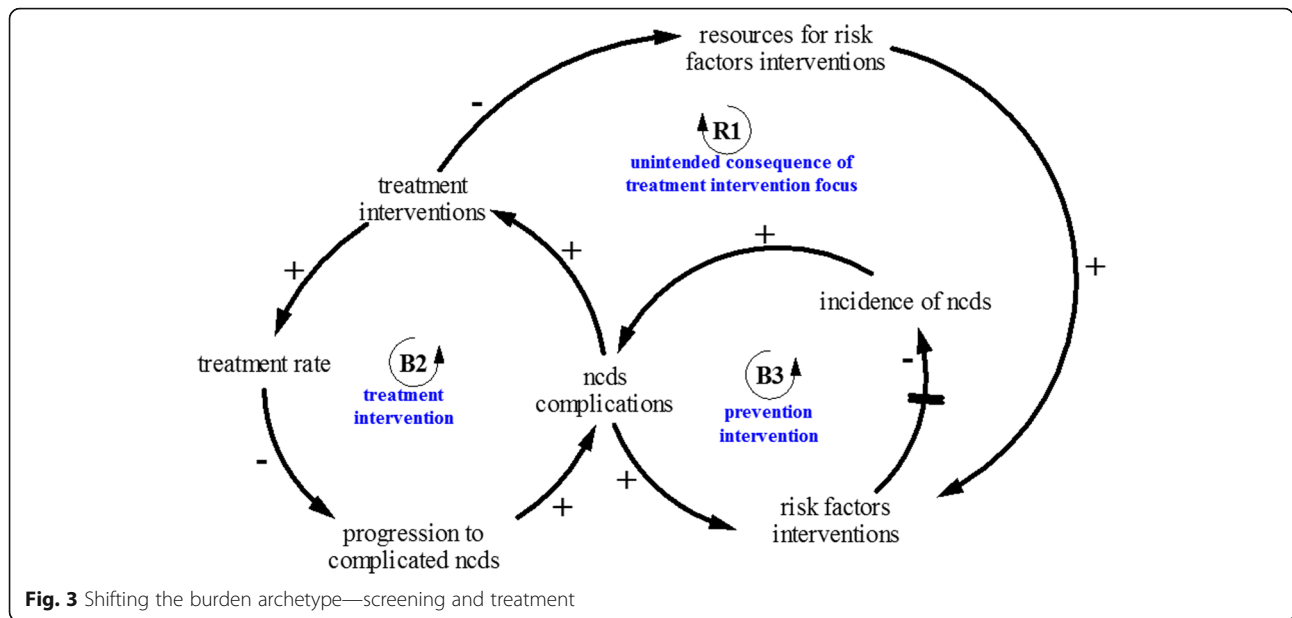 resources for risk
factors interventions
-
R1
unintended consequence of
treatment intervention focus
treatment
interventions
+
+
+
+
incidence of ncds
treatment rate
B2
treatment
intervention
ncds
complications
B3
prevention
intervention
-
-
+
+
risk factors
interventions
progression to
complicated ncds
Fig. 3 Shifting the burden archetype—screening and treatment